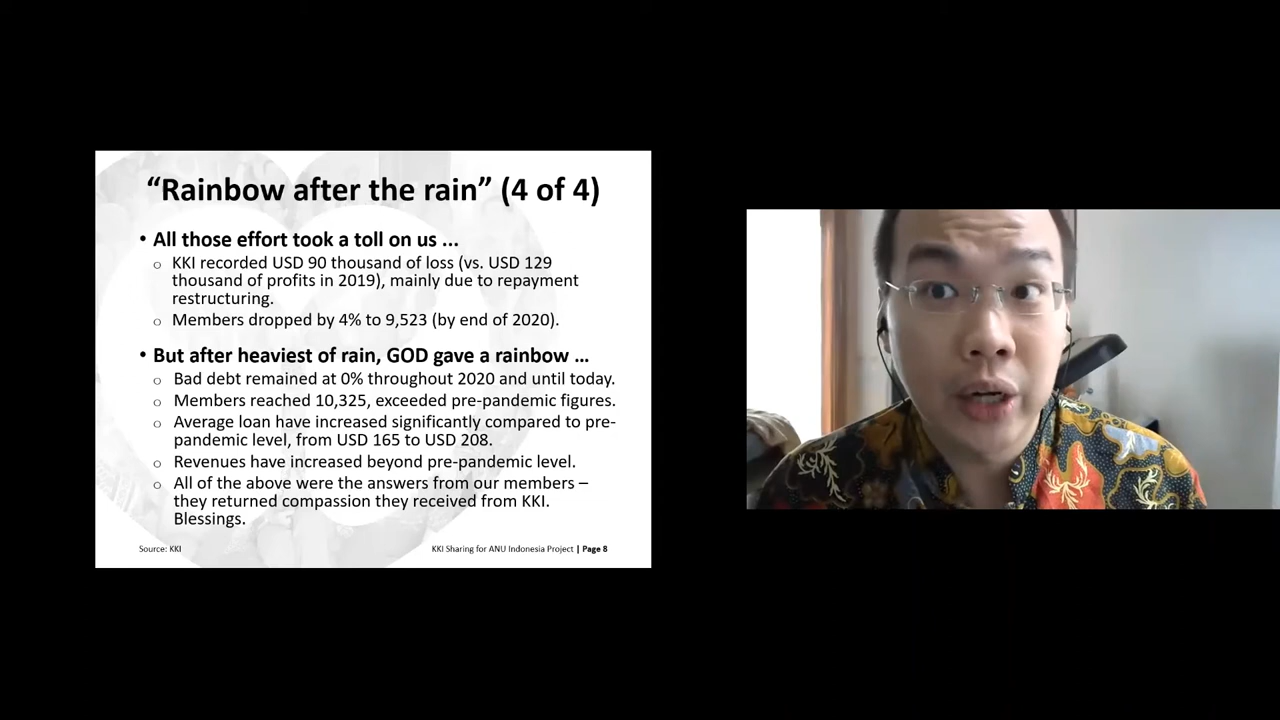 “Rainbow after the rain” (4 of 4)
• All those effort took a toll on us ...
o KKI recorded USD 90 thousand of loss (vs. USD 129
thousand of profits in 2019), mainly due to repayment
restructuring.
o Members dropped by 4% to 9,523 (by end of 2020).
• But after heaviest of rain, GOD gave a rainbow ...
o Bad debt remained at 0% throughout 2020 and until today.
o Members reached 10,325, exceeded pre-pandemic figures.
o Average loan have increased significantly compared to pre-
pandemic level, from USD 165 to USD 208.
o Revenues have increased beyond pre-pandemic level.
o All of the above were the answers from our members –
they returned compassion they received from KKI.
Blessings.
Source: KKI
KKI Sharing for ANU Indonesia Project | Page 8